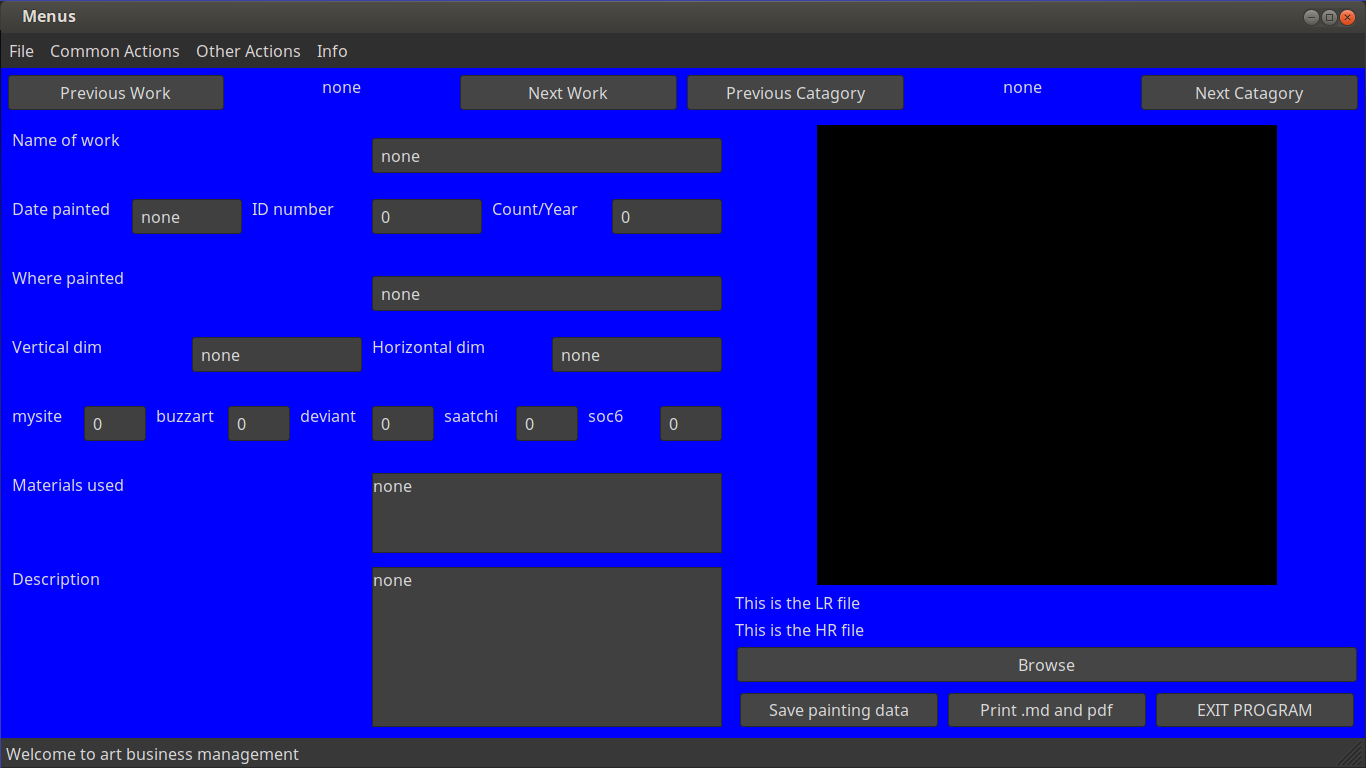 Menus
File Common Actions Other Actions Info
Previous Work none Next Work Previous Catagory none Next Catagory
Name of work none
Date painted none ID number 0 Count/Year 0
Where painted none
Vertical dim none Horizontal dim none
mysite 0 buzzart 0 deviant 0 saatchi 0 soc6 0
Materials used none
Description none
This is the LR file
This is the HR file
Browse
Save painting data Print .md and pdf EXIT PROGRAM
Welcome to art business management